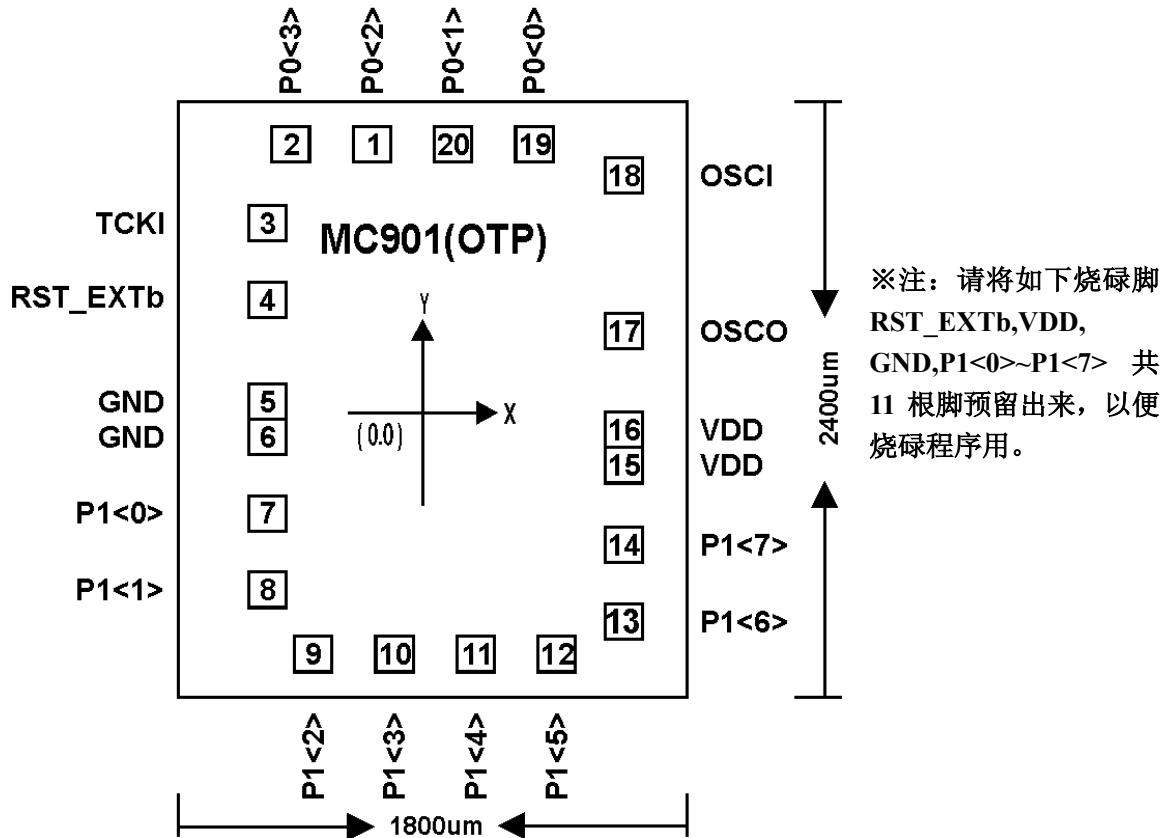 P0<3>
P0<2>
P0<1>
P0<0>
2
1
20
19
18
OSCI
TCKI
3
MC901(OTP)
RST_EXTb
4
Y
17
OSCO
GND
5
X
(0.0)
16
VDD
GND
6
15
VDD
P1<0>
7
14
P1<7>
P1<1>
8
13
P1<6>
9
10
11
12
P1<2>
P1<3>
P1<4>
P1<5>
1800um
2400um
※注：请将如下烧碌脚
RST_EXTb,VDD,
GND,P1<0>~P1<7> 共
11 根脚预留出来，以便
烧碌程序用。